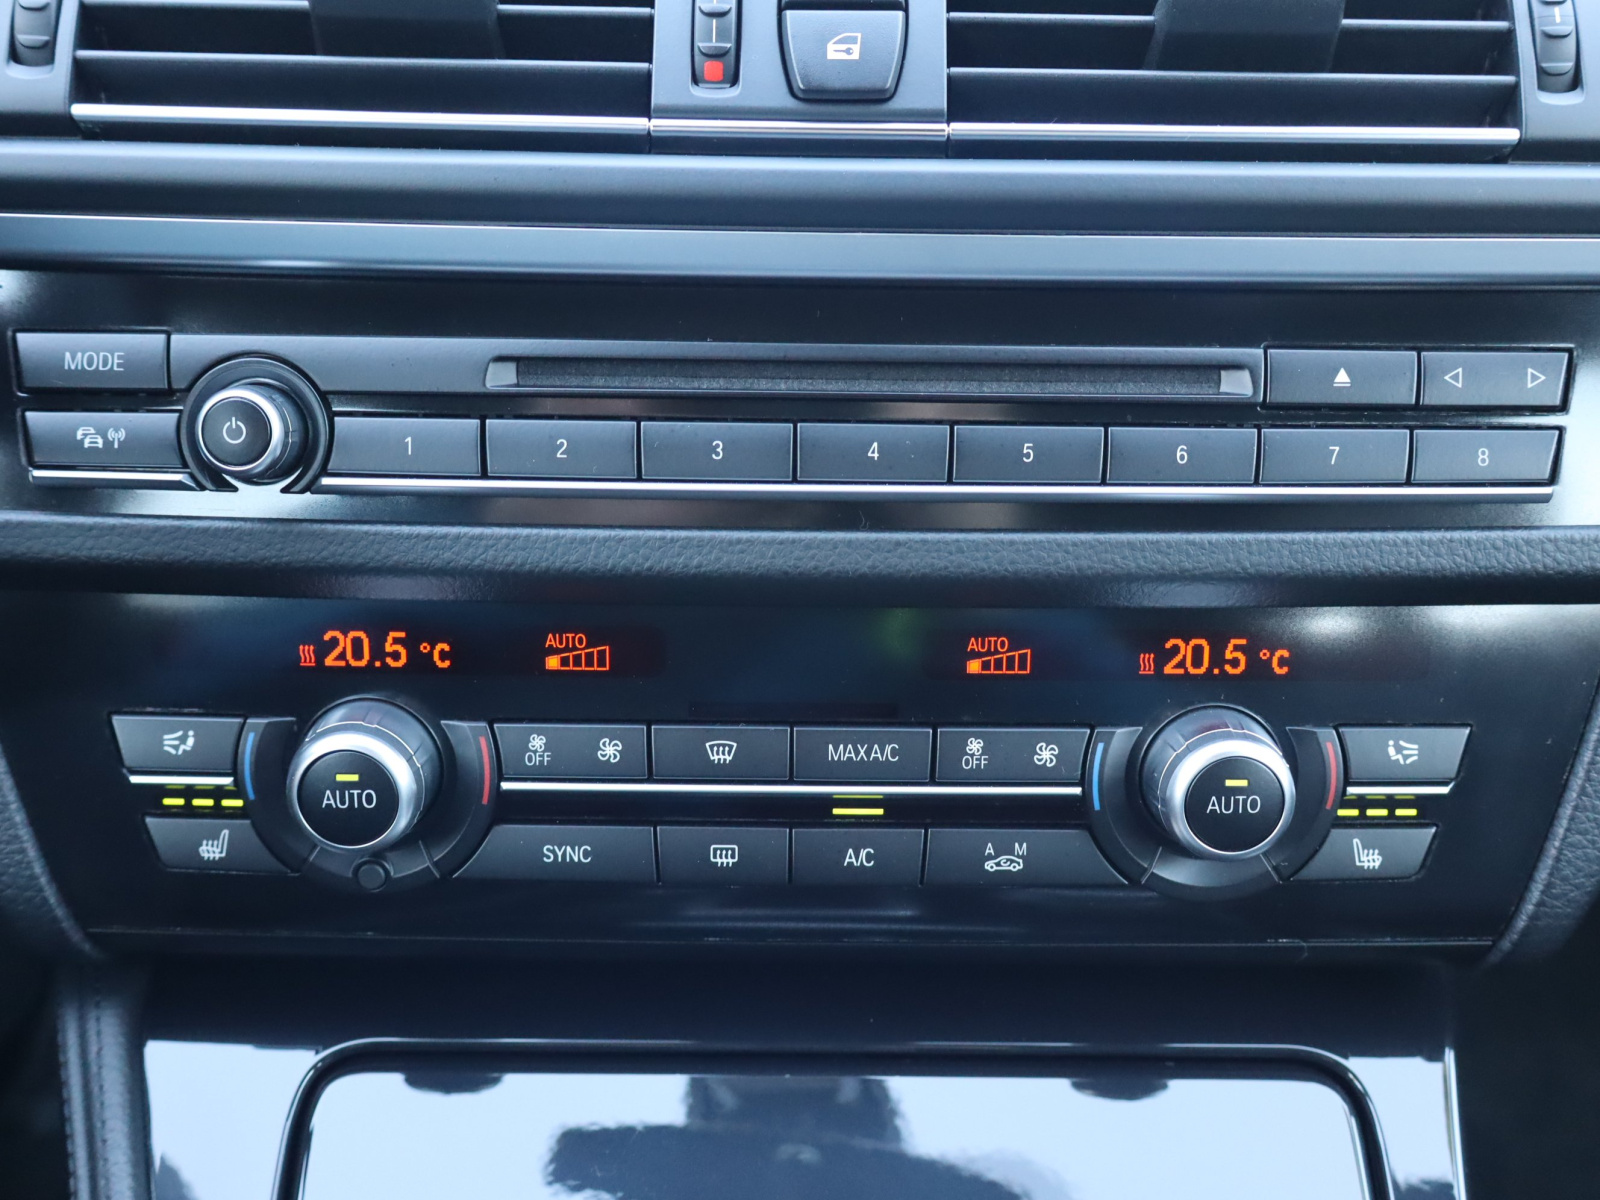 MODE
1 2 3 4 5 6 7 8
20.5 °C AUTO AUTO 20.5 °C
OFF MAX A/C OFF
AUTO AUTO
SYNC A/C A M